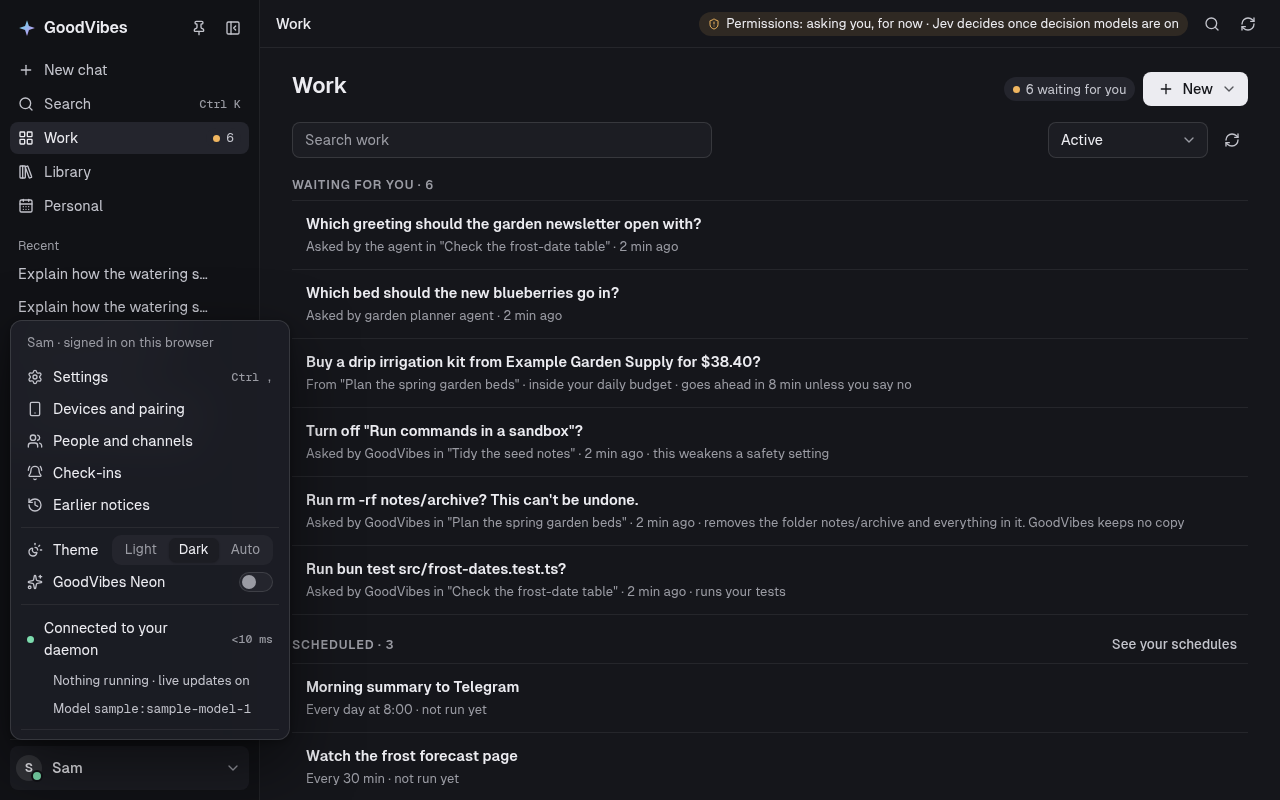 GoodVibes
New chat
Search Ctrl K
Work 6
Library
Personal
Recent
Explain how the watering s…
Explain how the watering s…
Sam · signed in on this browser
Settings Ctrl ,
Devices and pairing
People and channels
Check-ins
Earlier notices
Theme Light Dark Auto
GoodVibes Neon
Connected to your
daemon
<10 ms
Nothing running · live updates on
Model sample:sample-model-1
S Sam
Work
Permissions: asking you, for now · Jev decides once decision models are on
Work
6 waiting for you
New
Search work
Active
WAITING FOR YOU · 6
Which greeting should the garden newsletter open with?
Asked by the agent in "Check the frost-date table" · 2 min ago
Which bed should the new blueberries go in?
Asked by garden planner agent · 2 min ago
Buy a drip irrigation kit from Example Garden Supply for $38.40?
From "Plan the spring garden beds" · inside your daily budget · goes ahead in 8 min unless you say no
Turn off "Run commands in a sandbox"?
Asked by GoodVibes in "Tidy the seed notes" · 2 min ago · this weakens a safety setting
Run rm -rf notes/archive? This can't be undone.
Asked by GoodVibes in "Plan the spring garden beds" · 2 min ago · removes the folder notes/archive and everything in it. GoodVibes keeps no copy
Run bun test src/frost-dates.test.ts?
Asked by GoodVibes in "Check the frost-date table" · 2 min ago · runs your tests
SCHEDULED · 3
See your schedules
Morning summary to Telegram
Every day at 8:00 · not run yet
Watch the frost forecast page
Every 30 min · not run yet